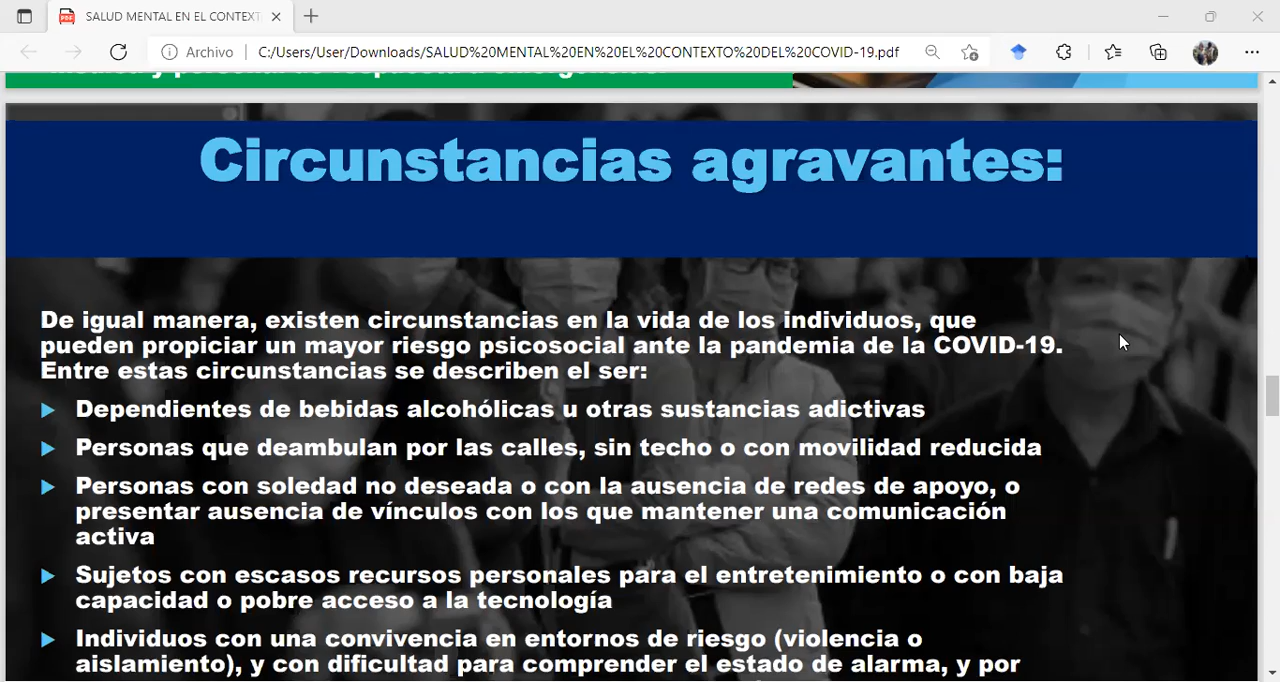 SALUD MENTAL EN EL CONTEXT
Archivo
C:/Users/User/Downloads/SALUD%20MENTAL%20EN%20EL%20CONTEXTO%20DEL%20COVID-19.pdf
médica y personal de respuesta a emergencias.
Circunstancias agravantes:
De igual manera, existen circunstancias en la vida de los individuos, que
pueden propiciar un mayor riesgo psicosocial ante la pandemia de la COVID-19.
Entre estas circunstancias se describen el ser:
Dependientes de bebidas alcohólicas u otras sustancias adictivas
Personas que deambulan por las calles, sin techo o con movilidad reducida
Personas con soledad no deseada o con la ausencia de redes de apoyo, o
presentar ausencia de vínculos con los que mantener una comunicación
activa
Sujetos con escasos recursos personales para el entretenimiento o con baja
capacidad o pobre acceso a la tecnología
Individuos con una convivencia en entornos de riesgo (violencia o
aislamiento), y con dificultad para comprender el estado de alarma, y por